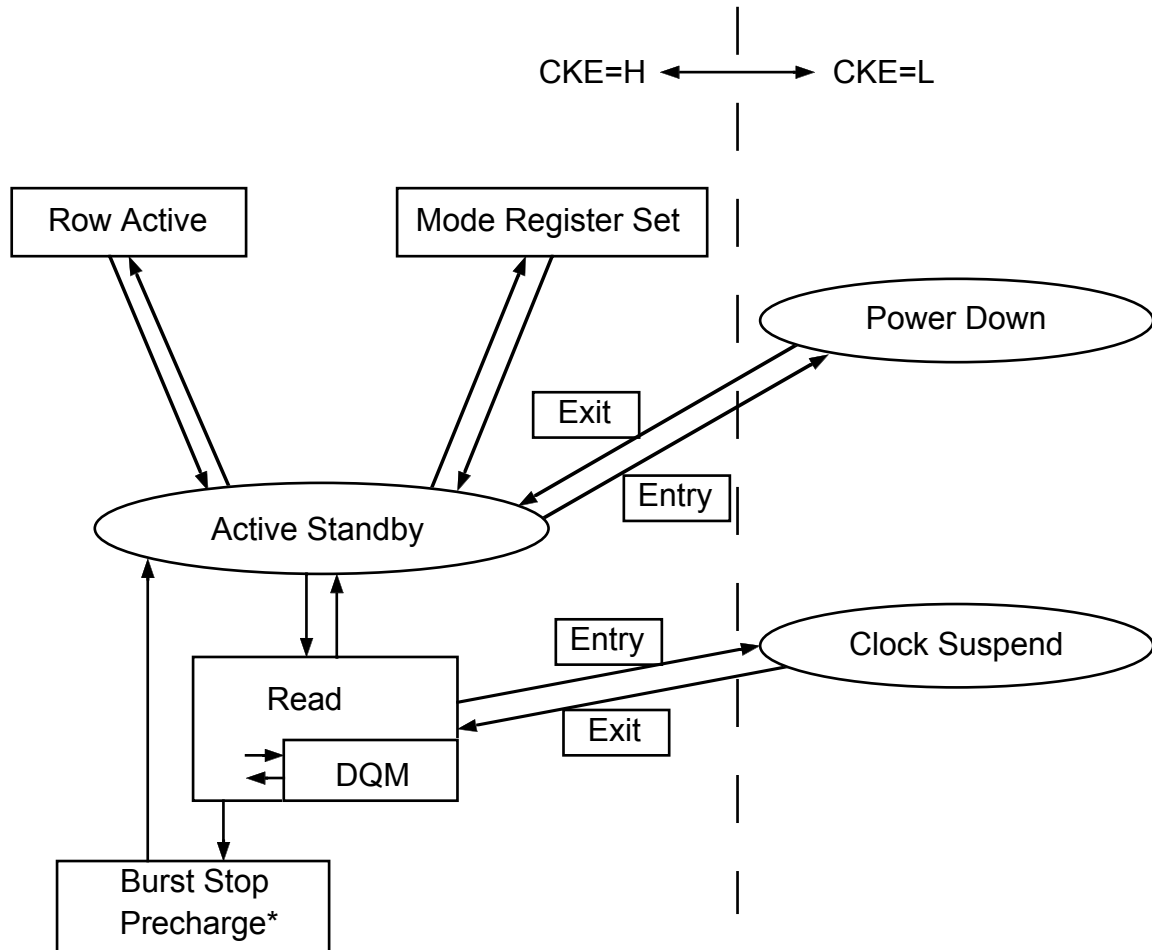 CKE=H
CKE=L
Row Active
Mode Register Set
Power Down
Exit
Entry
Active Standby
Entry
Clock Suspend
Read
Exit
DQM
Burst Stop
Precharge*